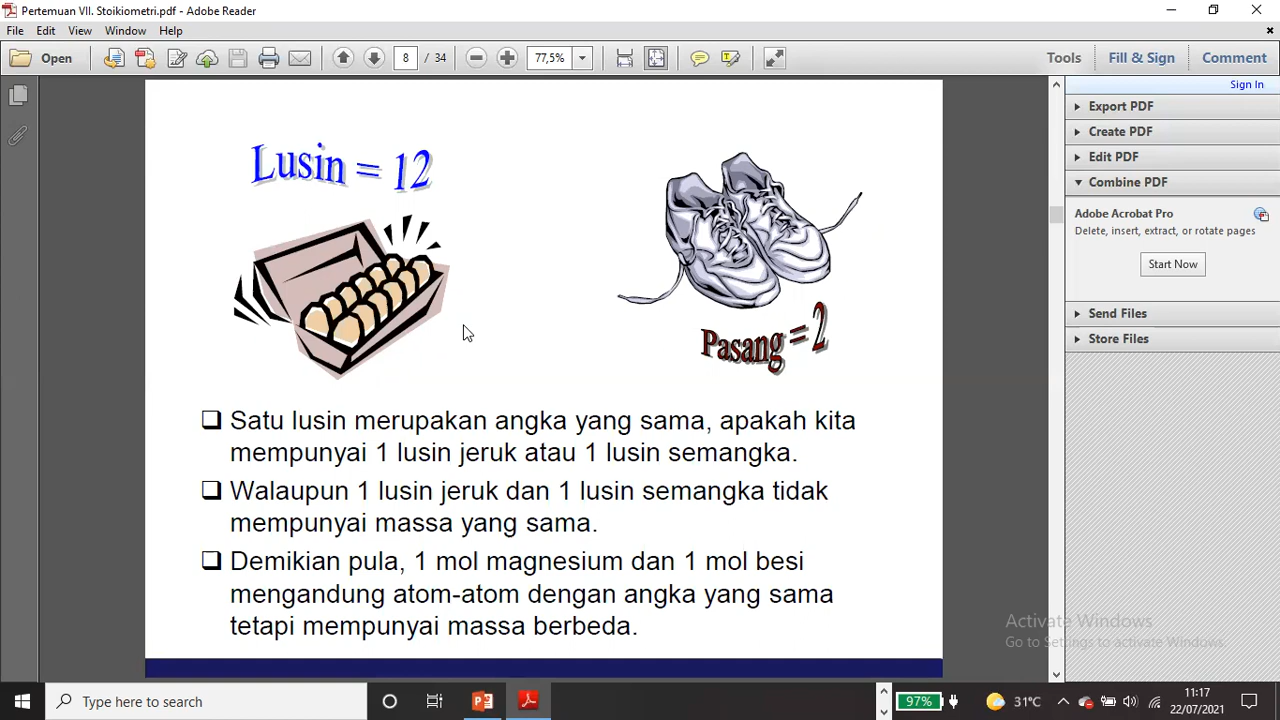 Pertemuan VII. Stoikiometri.pdf - Adobe Reader
File Edit View Window Help
Open 8 / 34 77,5% Tools Fill & Sign Comment
Sign In
Export PDF
Create PDF
Edit PDF
Combine PDF
Adobe Acrobat Pro
Delete, insert, extract, or rotate pages
Start Now
Send Files
Store Files
Lusin = 12
Pasang = 2
Satu lusin merupakan angka yang sama, apakah kita
mempunyai 1 lusin jeruk atau 1 lusin semangka.
Walaupun 1 lusin jeruk dan 1 lusin semangka tidak
mempunyai massa yang sama.
Demikian pula, 1 mol magnesium dan 1 mol besi
mengandung atom-atom dengan angka yang sama
tetapi mempunyai massa berbeda.
Activate Windows
Go to Settings to activate Windows.
Type here to search
97%
31°C
11:17
22/07/2021